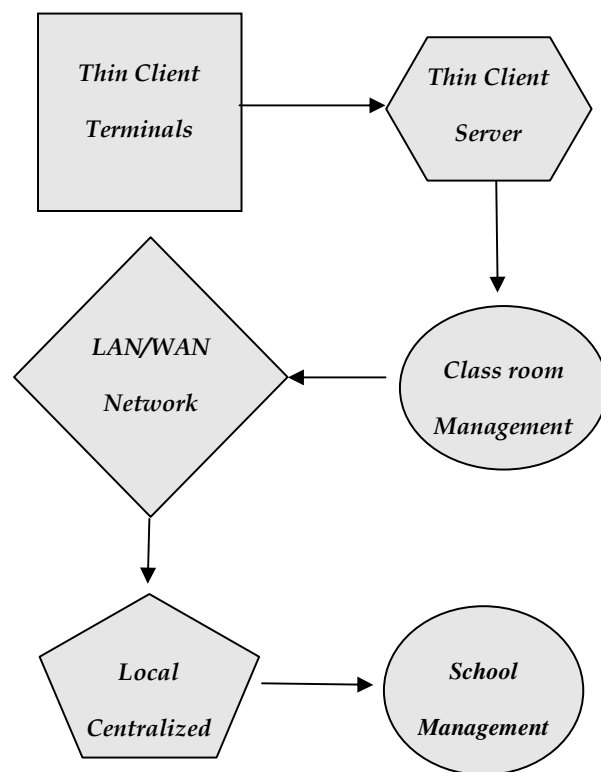 Thin Client
Terminals
Thin Client
Server
Class room
Management
LAN/WAN
Network
Local
Centralized
School
Management